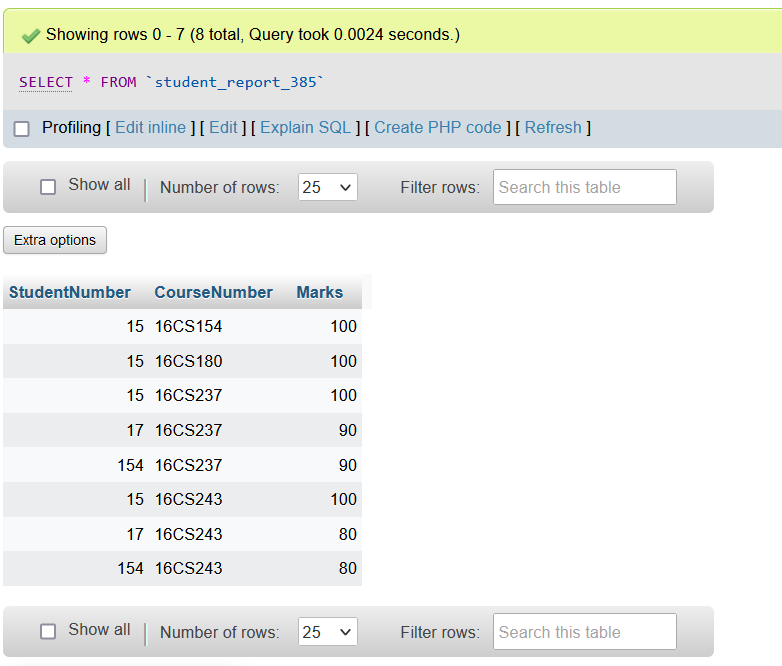 Showing rows 0 - 7 (8 total, Query took 0.0024 seconds.)
SELECT * FROM `student_report_385`
Profiling [ Edit inline ] [ Edit ] [ Explain SQL ] [ Create PHP code ] [ Refresh ]
Show all Number of rows: 25 Filter rows: Search this table
Extra options
StudentNumber CourseNumber Marks
15 16CS154 100
15 16CS180 100
15 16CS237 100
17 16CS237 90
154 16CS237 90
15 16CS243 100
17 16CS243 80
154 16CS243 80
Show all Number of rows: 25 Filter rows: Search this table